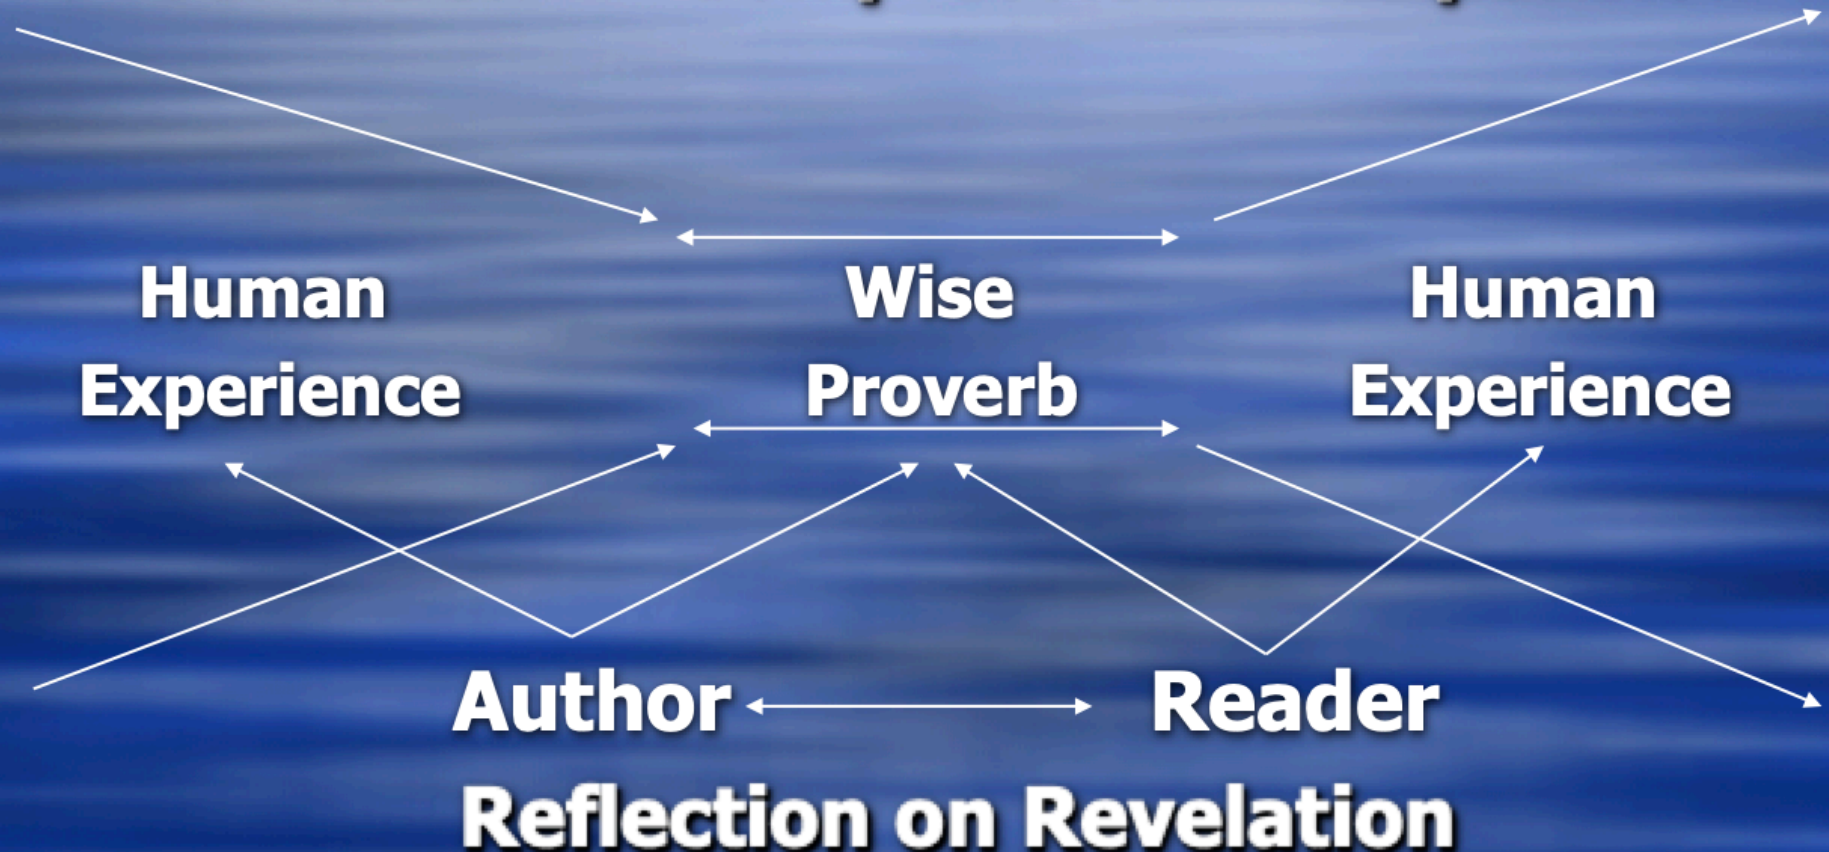 Human Wise Human
Experience Proverb Experience
Author Reader
Reflection on Revelation